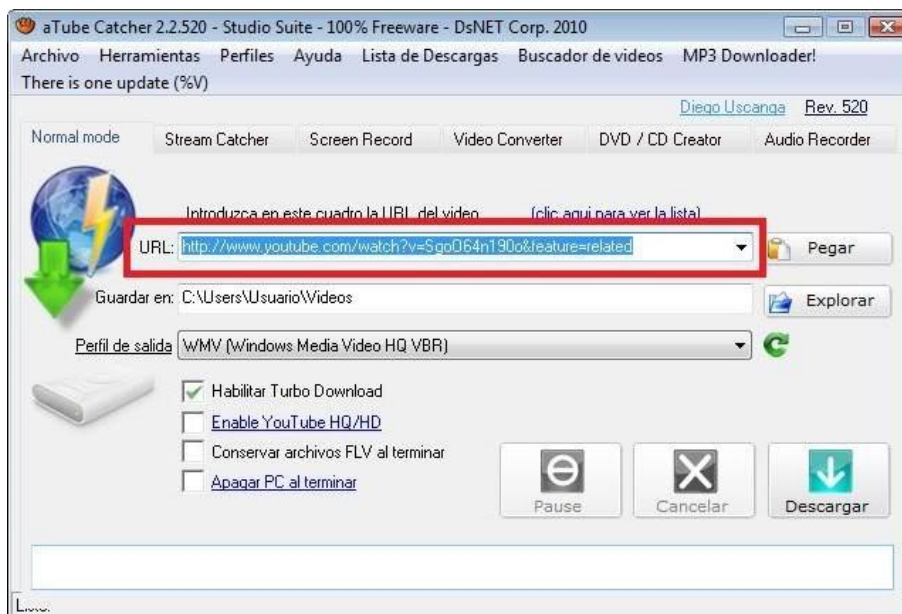 aTube Catcher 2.2.520 - Studio Suite - 100% Freeware - DsNET Corp. 2010
Archivo Herramientas Perfiles Ayuda Lista de Descargas Buscador de videos MP3 Downloader!
There is one update (%V)
Diego Uscanga Rev. 520
Normal mode Stream Catcher Screen Record Video Converter DVD / CD Creator Audio Recorder
Introduzca en este cuadro la URL del video (clic aqui para ver la lista)
URL: http://www.youtube.com/watch?v=SgoO64n190o&feature=related Pegar
Guardar en: C:\Users\Usuario\Videos Explorar
Perfil de salida WMV (Windows Media Video HQ VBR)
Habilitar Turbo Download
Enable YouTube HQ/HD
Conservar archivos FLV al terminar
Apagar PC al terminar
Pause Cancelar Descargar